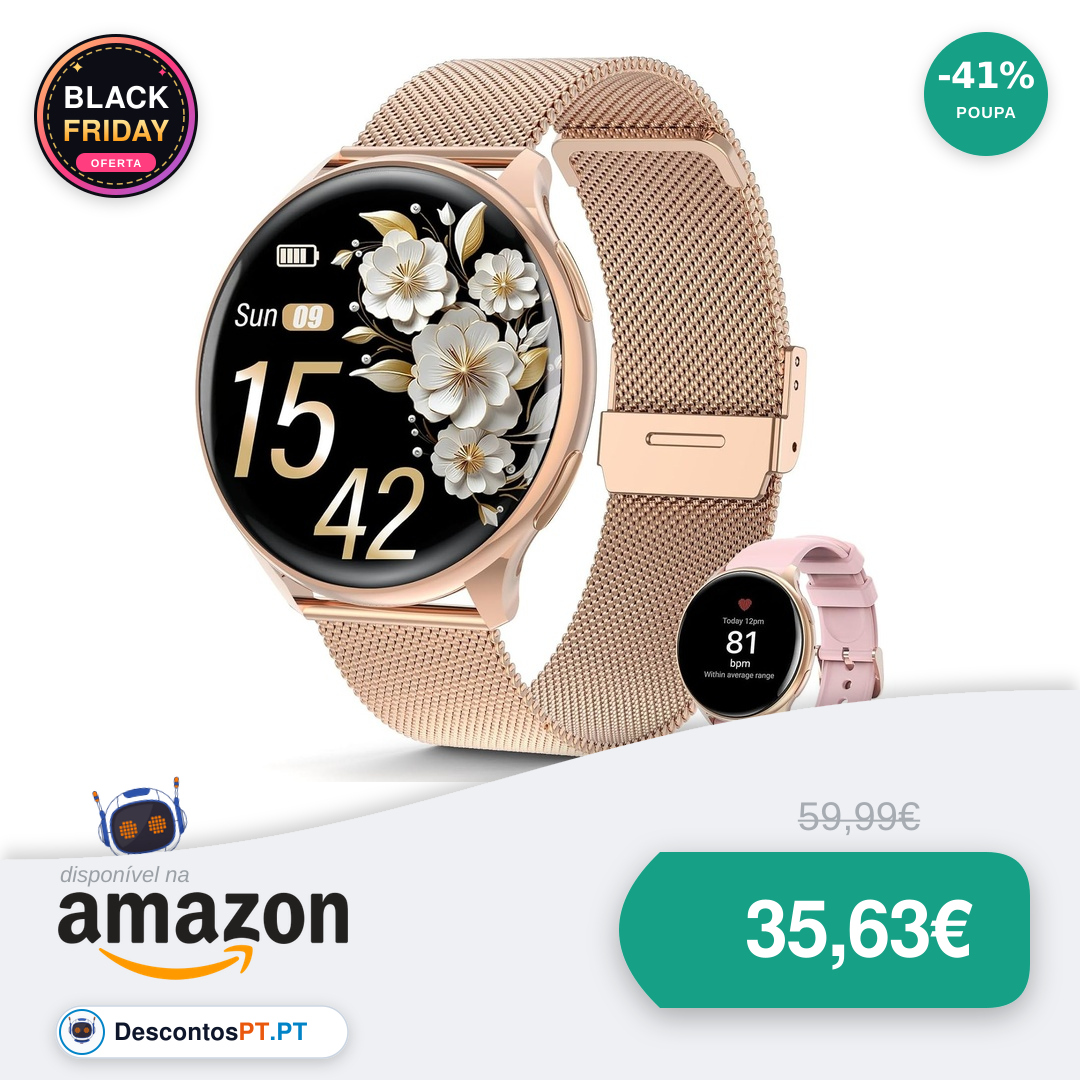 BLACK
FRIDAY
OFERTA
-41%
POUPA
Sun 09
15
42
Today 12pm
81
bpm
Within average range
59,99€
35,63€
disponível na
amazon
DescontosPT.PT